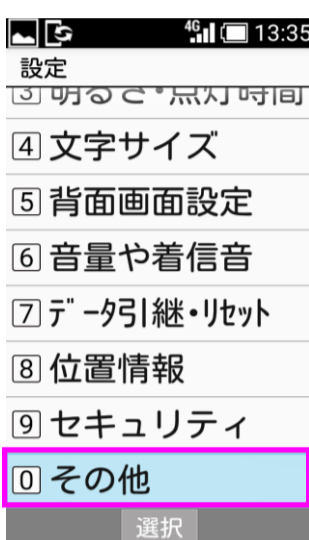 4G 13:35
設定
3 明るさ・点灯時間
4 文字サイズ
5 背面画面設定
6 音量や着信音
7 ﾃﾞｰﾀ引継・ﾘｾｯﾄ
8 位置情報
9 セキュリティ
0 その他
選択